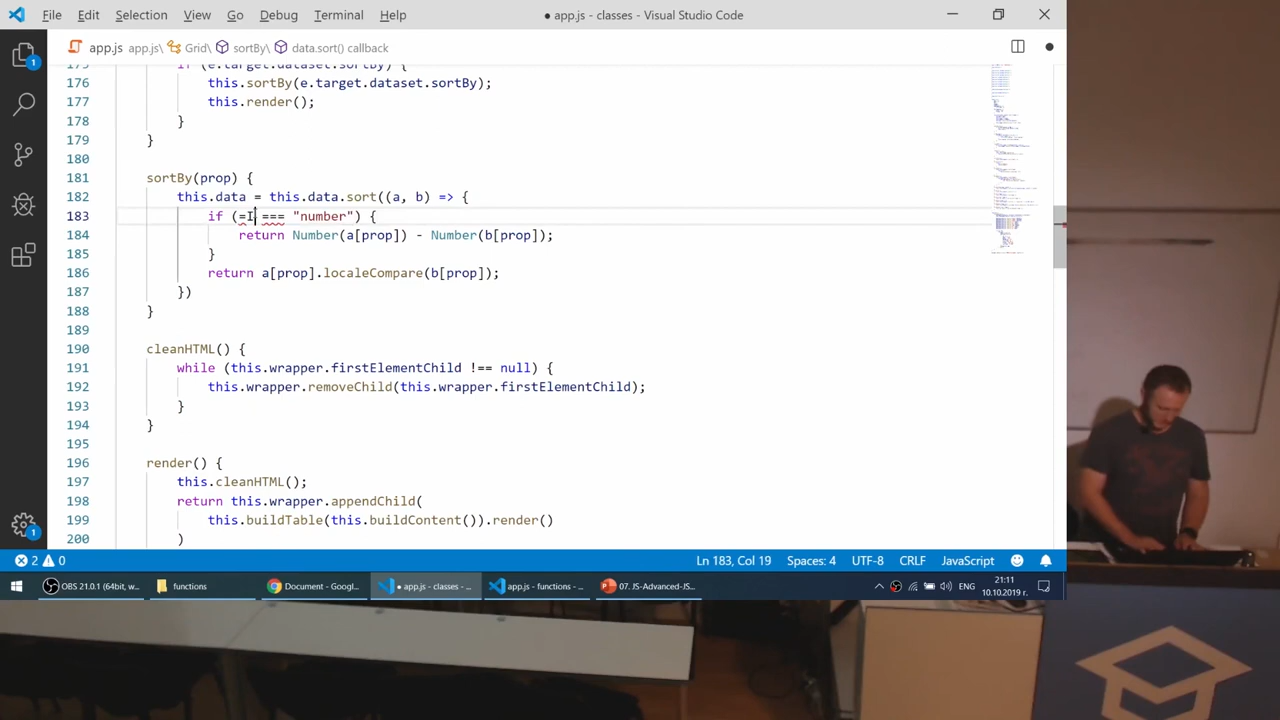 File Edit Selection View Go Debug Terminal Help
● app.js - classes - Visual Studio Code
app.js app.js\ Grid\ sortBy\ data.sort() callback
176 this.sortBy target.dataset.sortBy);
177 this.render();
178 }
179 }
180
181 sortBy(prop) {
182 this.data = this.data.sort( b) =>
183 if ( === ") {
184 return (a[ - b[prop])
185 }
186 return a[prop].localeCompare(b[prop]);
187 })
188 }
189
190 cleanHTML() {
191 while (this.wrapper.firstElementChild !== null) {
192 this.wrapper.removeChild(this.wrapper.firstElementChild);
193 }
194 }
195
196 render() {
197 this.cleanHTML();
198 return this.wrapper.appendChild(
199 this.buildTable(this.buildContent()).render()
200 )
1
1
2 0
Ln 183, Col 19 Spaces: 4 UTF-8 CRLF JavaScript
OBS 21.0.1 (64bit, w...
functions
Document - Googl...
● app.js - classes - ...
app.js - functions - ...
07. JS-Advanced-JS...
ENG
21:11
10.10.2019 г.